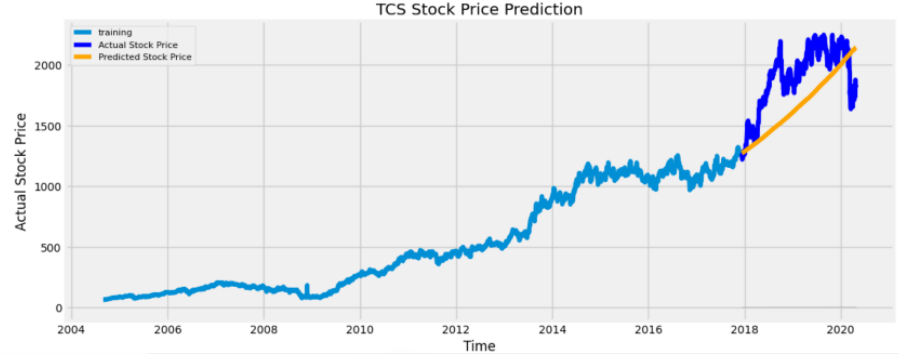 TCS Stock Price Prediction
training
Actual Stock Price
Predicted Stock Price
Actual Stock Price
2000
1500
1000
500
0
2004 2006 2008 2010 2012 2014 2016 2018 2020
Time